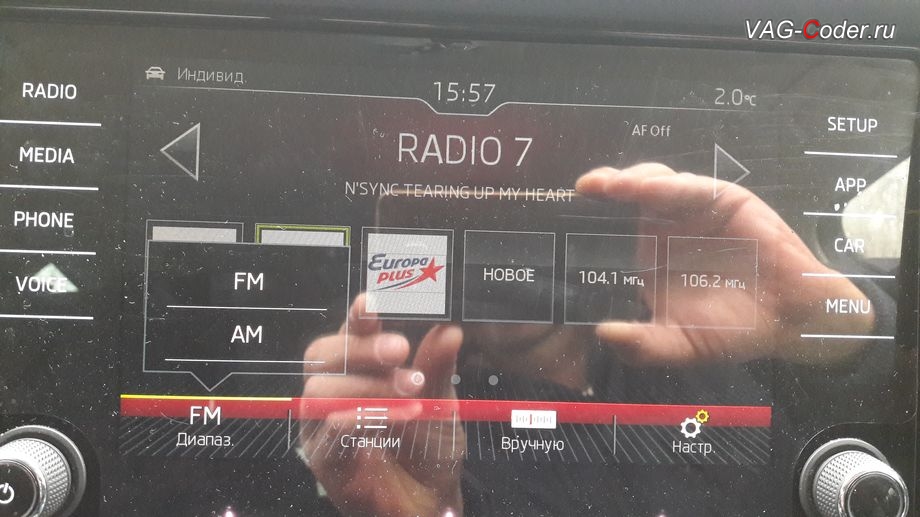 VAG-Coder.ru
RADIO
MEDIA
PHONE
VOICE
Индивид.
15:57
2.0°C
AF Off
RADIO 7
N'SYNC TEARING UP MY HEART
FM
AM
EUROPA
PLUS
НОВОЕ
104.1 МГц
106.2 МГц
FM
Диапаз.
Станции
Вручную
Настр.
SETUP
APP
CAR
MENU